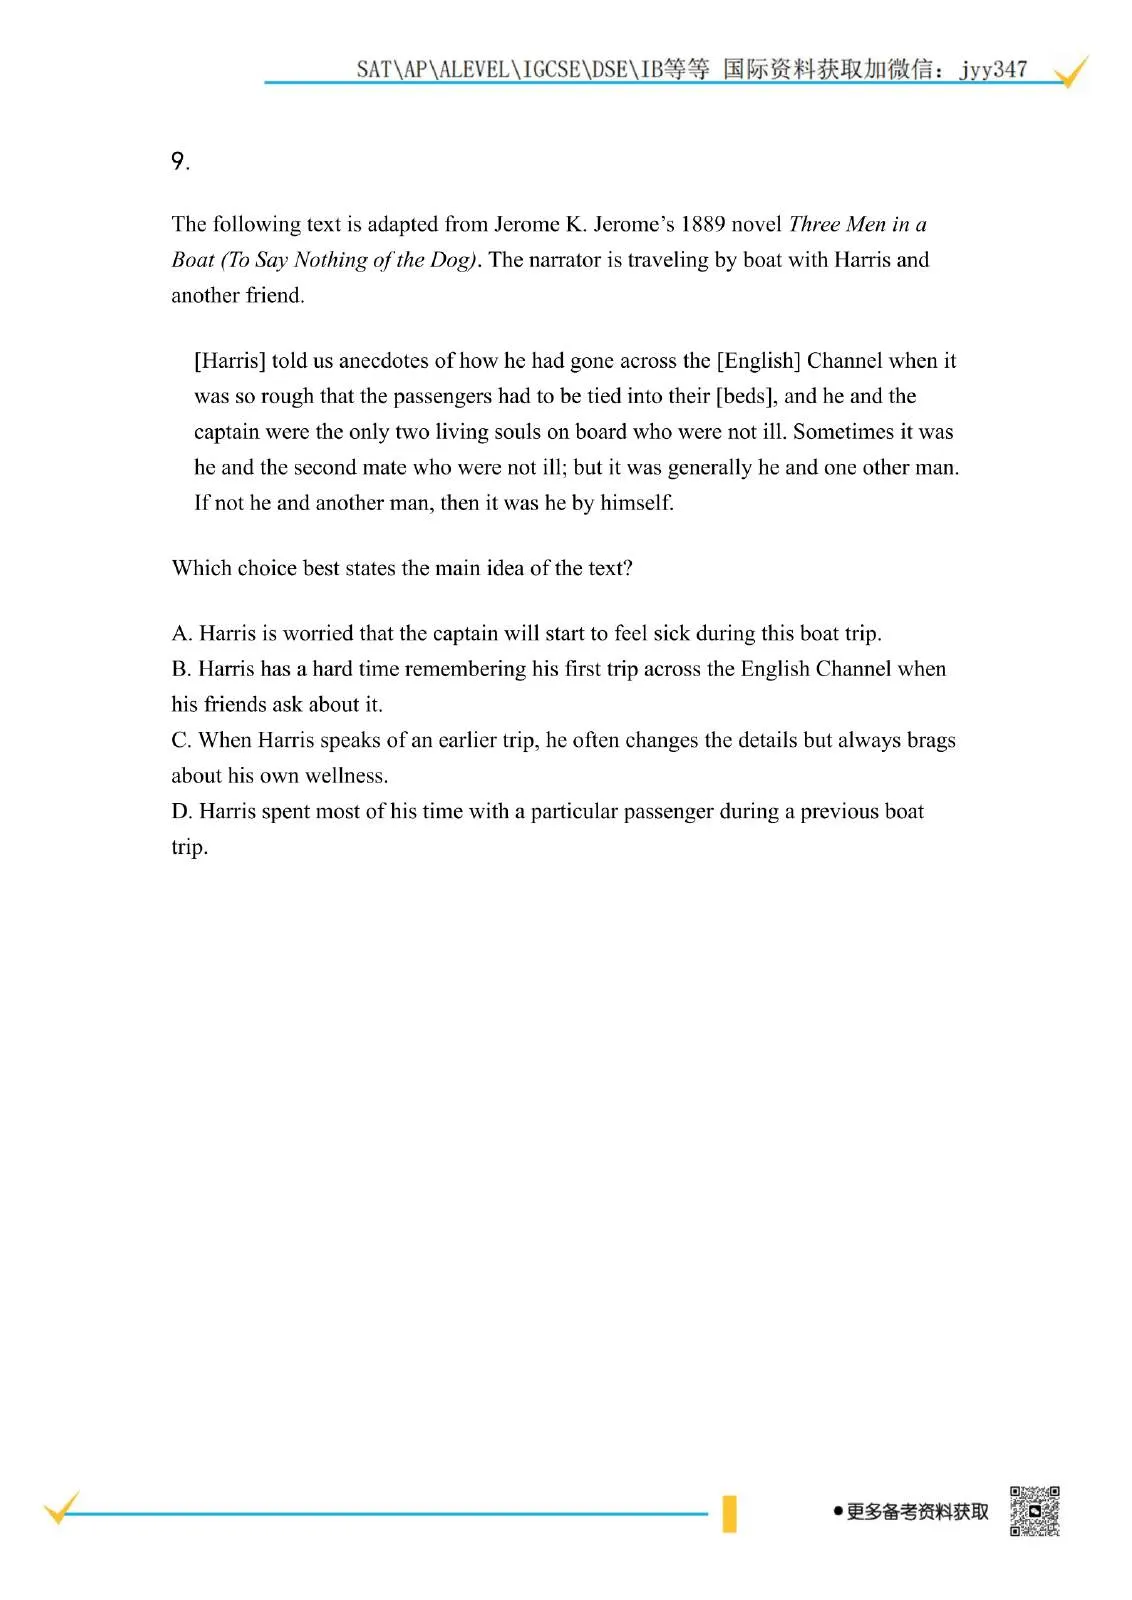 SAT\AP\ALEVEL\IGCSE\DSE\IB等等 国际资料获取加微信：jyy347
9.
The following text is adapted from Jerome K. Jerome’s 1889 novel Three Men in a
Boat (To Say Nothing of the Dog). The narrator is traveling by boat with Harris and
another friend.
[Harris] told us anecdotes of how he had gone across the [English] Channel when it
was so rough that the passengers had to be tied into their [beds], and he and the
captain were the only two living souls on board who were not ill. Sometimes it was
he and the second mate who were not ill; but it was generally he and one other man.
If not he and another man, then it was he by himself.
Which choice best states the main idea of the text?
A. Harris is worried that the captain will start to feel sick during this boat trip.
B. Harris has a hard time remembering his first trip across the English Channel when
his friends ask about it.
C. When Harris speaks of an earlier trip, he often changes the details but always brags
about his own wellness.
D. Harris spent most of his time with a particular passenger during a previous boat
trip.
●更多备考资料获取